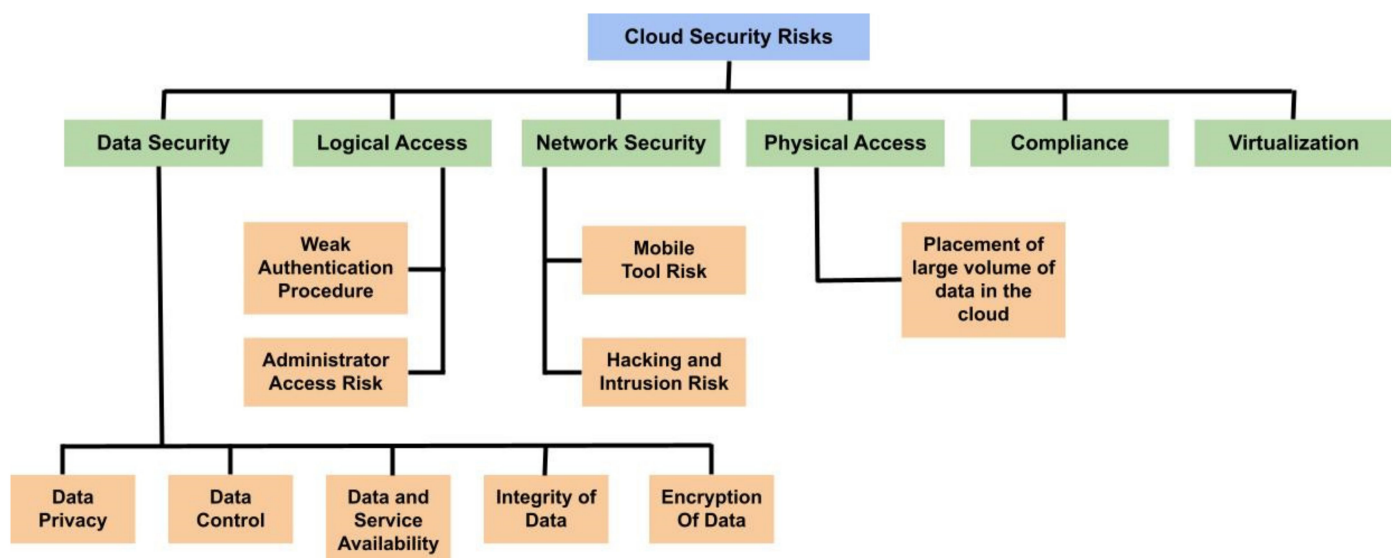 Cloud Security Risks
Data Security
Logical Access
Network Security
Physical Access
Compliance
Virtualization
Weak
Authentication
Procedure
Administrator
Access Risk
Mobile
Tool Risk
Hacking and
Intrusion Risk
Placement of
large volume of
data in the
cloud
Data
Privacy
Data
Control
Data and
Service
Availability
Integrity of
Data
Encryption
Of Data